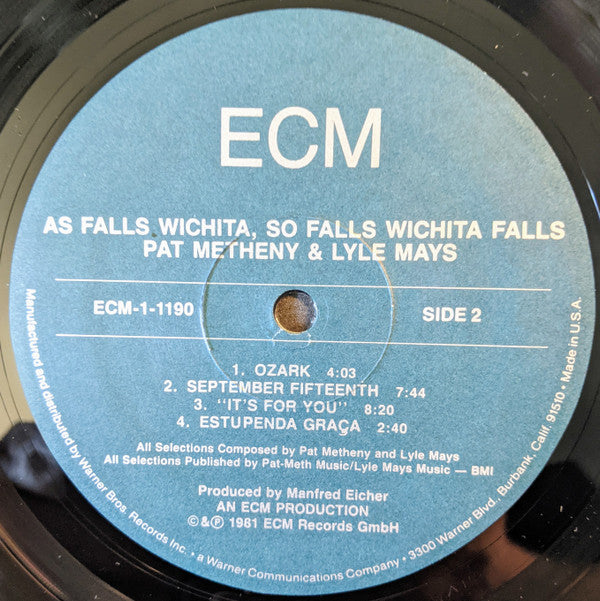 ECM
AS FALLS WICHITA, SO FALLS WICHITA FALLS
PAT METHENY & LYLE MAYS
ECM-1-1190
SIDE 2
1. OZARK 4:03
2. SEPTEMBER FIFTEENTH 7:44
3. "IT'S FOR YOU" 8:20
4. ESTUPENDA GRAÇA 2:40
All Selections Composed by Pat Metheny and Lyle Mays
All Selections Published by Pat-Meth Music/Lyle Mays Music — BMI
Produced by Manfred Eicher
AN ECM PRODUCTION
©&℗ 1981 ECM Records GmbH
Manufactured and distributed by Warner Bros. Records Inc. • a Warner Communications Company • 3300 Warner Blvd., Burbank, Calif. 91510 • Made in U.S.A.